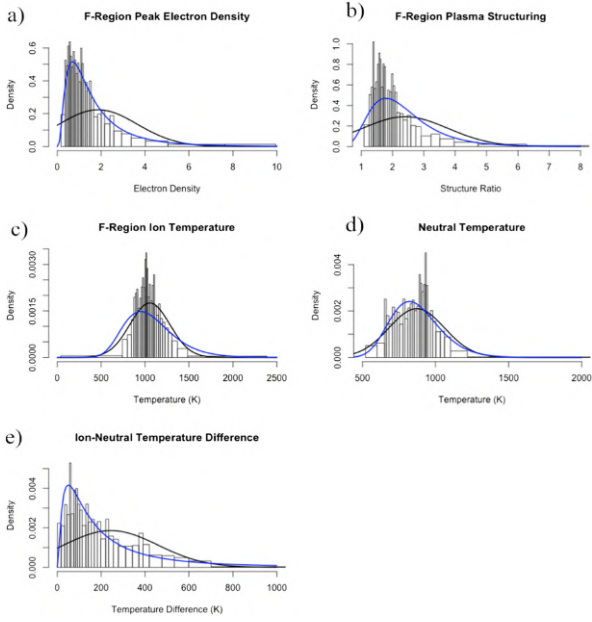 a)
F-Region Peak Electron Density
Density
0.0 0.2 0.4 0.6
0 2 4 6 8 10
Electron Density
b)
F-Region Plasma Structuring
Density
0.0 0.2 0.4 0.6 0.8 1.0
1 2 3 4 5 6 7 8
Structure Ratio
c)
F-Region Ion Temperature
Density
0.0000 0.0015 0.0030
0 500 1000 1500 2000 2500
Temperature (K)
d)
Neutral Temperature
Density
0.000 0.002 0.004
500 1000 1500 2000
Temperature (K)
e)
Ion-Neutral Temperature Difference
Density
0.000 0.002 0.004
0 200 400 600 800 1000
Temperature Difference (K)